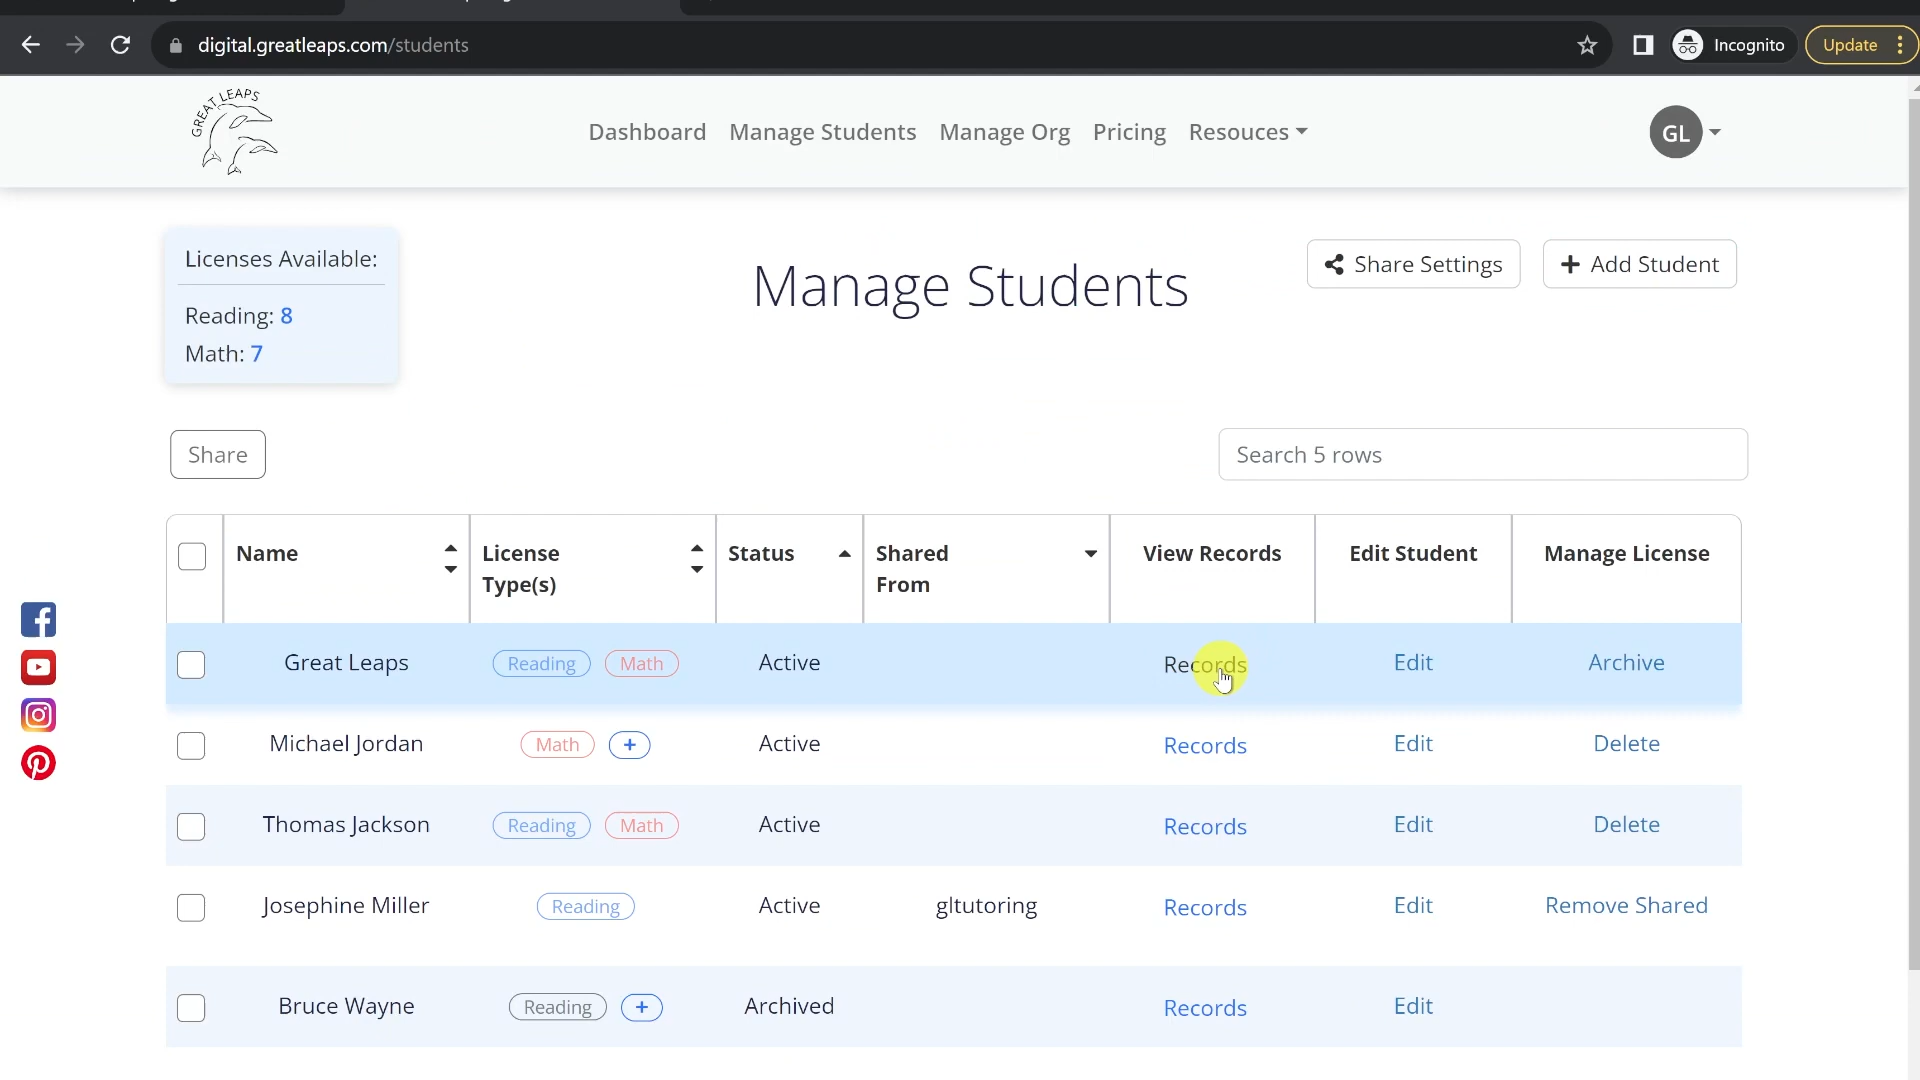 digital.greatleaps.com/students
Incognito
Update
GREAT LEAPS
Dashboard
Manage Students
Manage Org
Pricing
Resouces
GL
Licenses Available:
Reading: 8
Math: 7
Manage Students
Share Settings
+ Add Student
Share
Search 5 rows
Name
License
Type(s)
Status
Shared
From
View Records
Edit Student
Manage License
Great Leaps Reading Math Active Records Edit Archive
Michael Jordan Math + Active Records Edit Delete
Thomas Jackson Reading Math Active Records Edit Delete
Josephine Miller Reading Active gltutoring Records Edit Remove Shared
Bruce Wayne Reading + Archived Records Edit